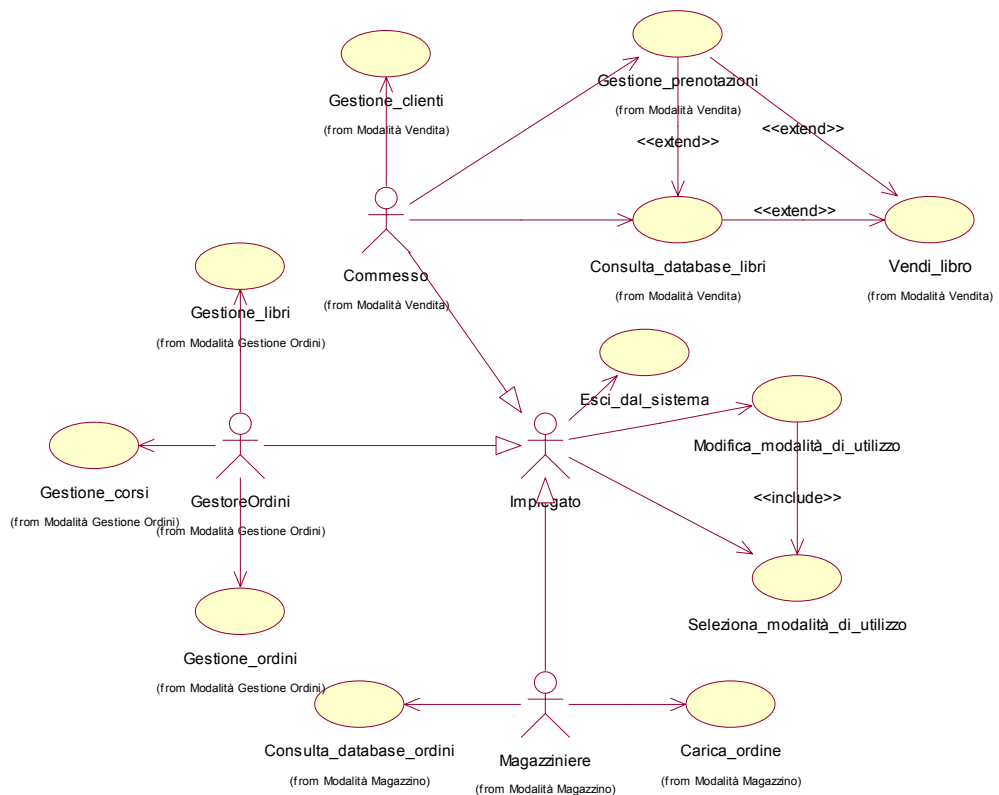 Gestione_prenotazioni
(from Modalità Vendita)
Gestione_clienti
(from Modalità Vendita)
<<extend>>
<<extend>>
<<extend>>
Commesso
(from Modalità Vendita)
Consulta_database_libri
(from Modalità Vendita)
Vendi_libro
(from Modalità Vendita)
Gestione_libri
(from Modalità Gestione Ordini)
Esci_dal_sistema
Modifica_modalità_di_utilizzo
Gestione_corsi
(from Modalità Gestione Ordini)
GestoreOrdini
(from Modalità Gestione Ordini)
Impiegato
<<include>>
Seleziona_modalità_di_utilizzo
Gestione_ordini
(from Modalità Gestione Ordini)
Consulta_database_ordini
(from Modalità Magazzino)
Magazziniere
(from Modalità Magazzino)
Carica_ordine
(from Modalità Magazzino)